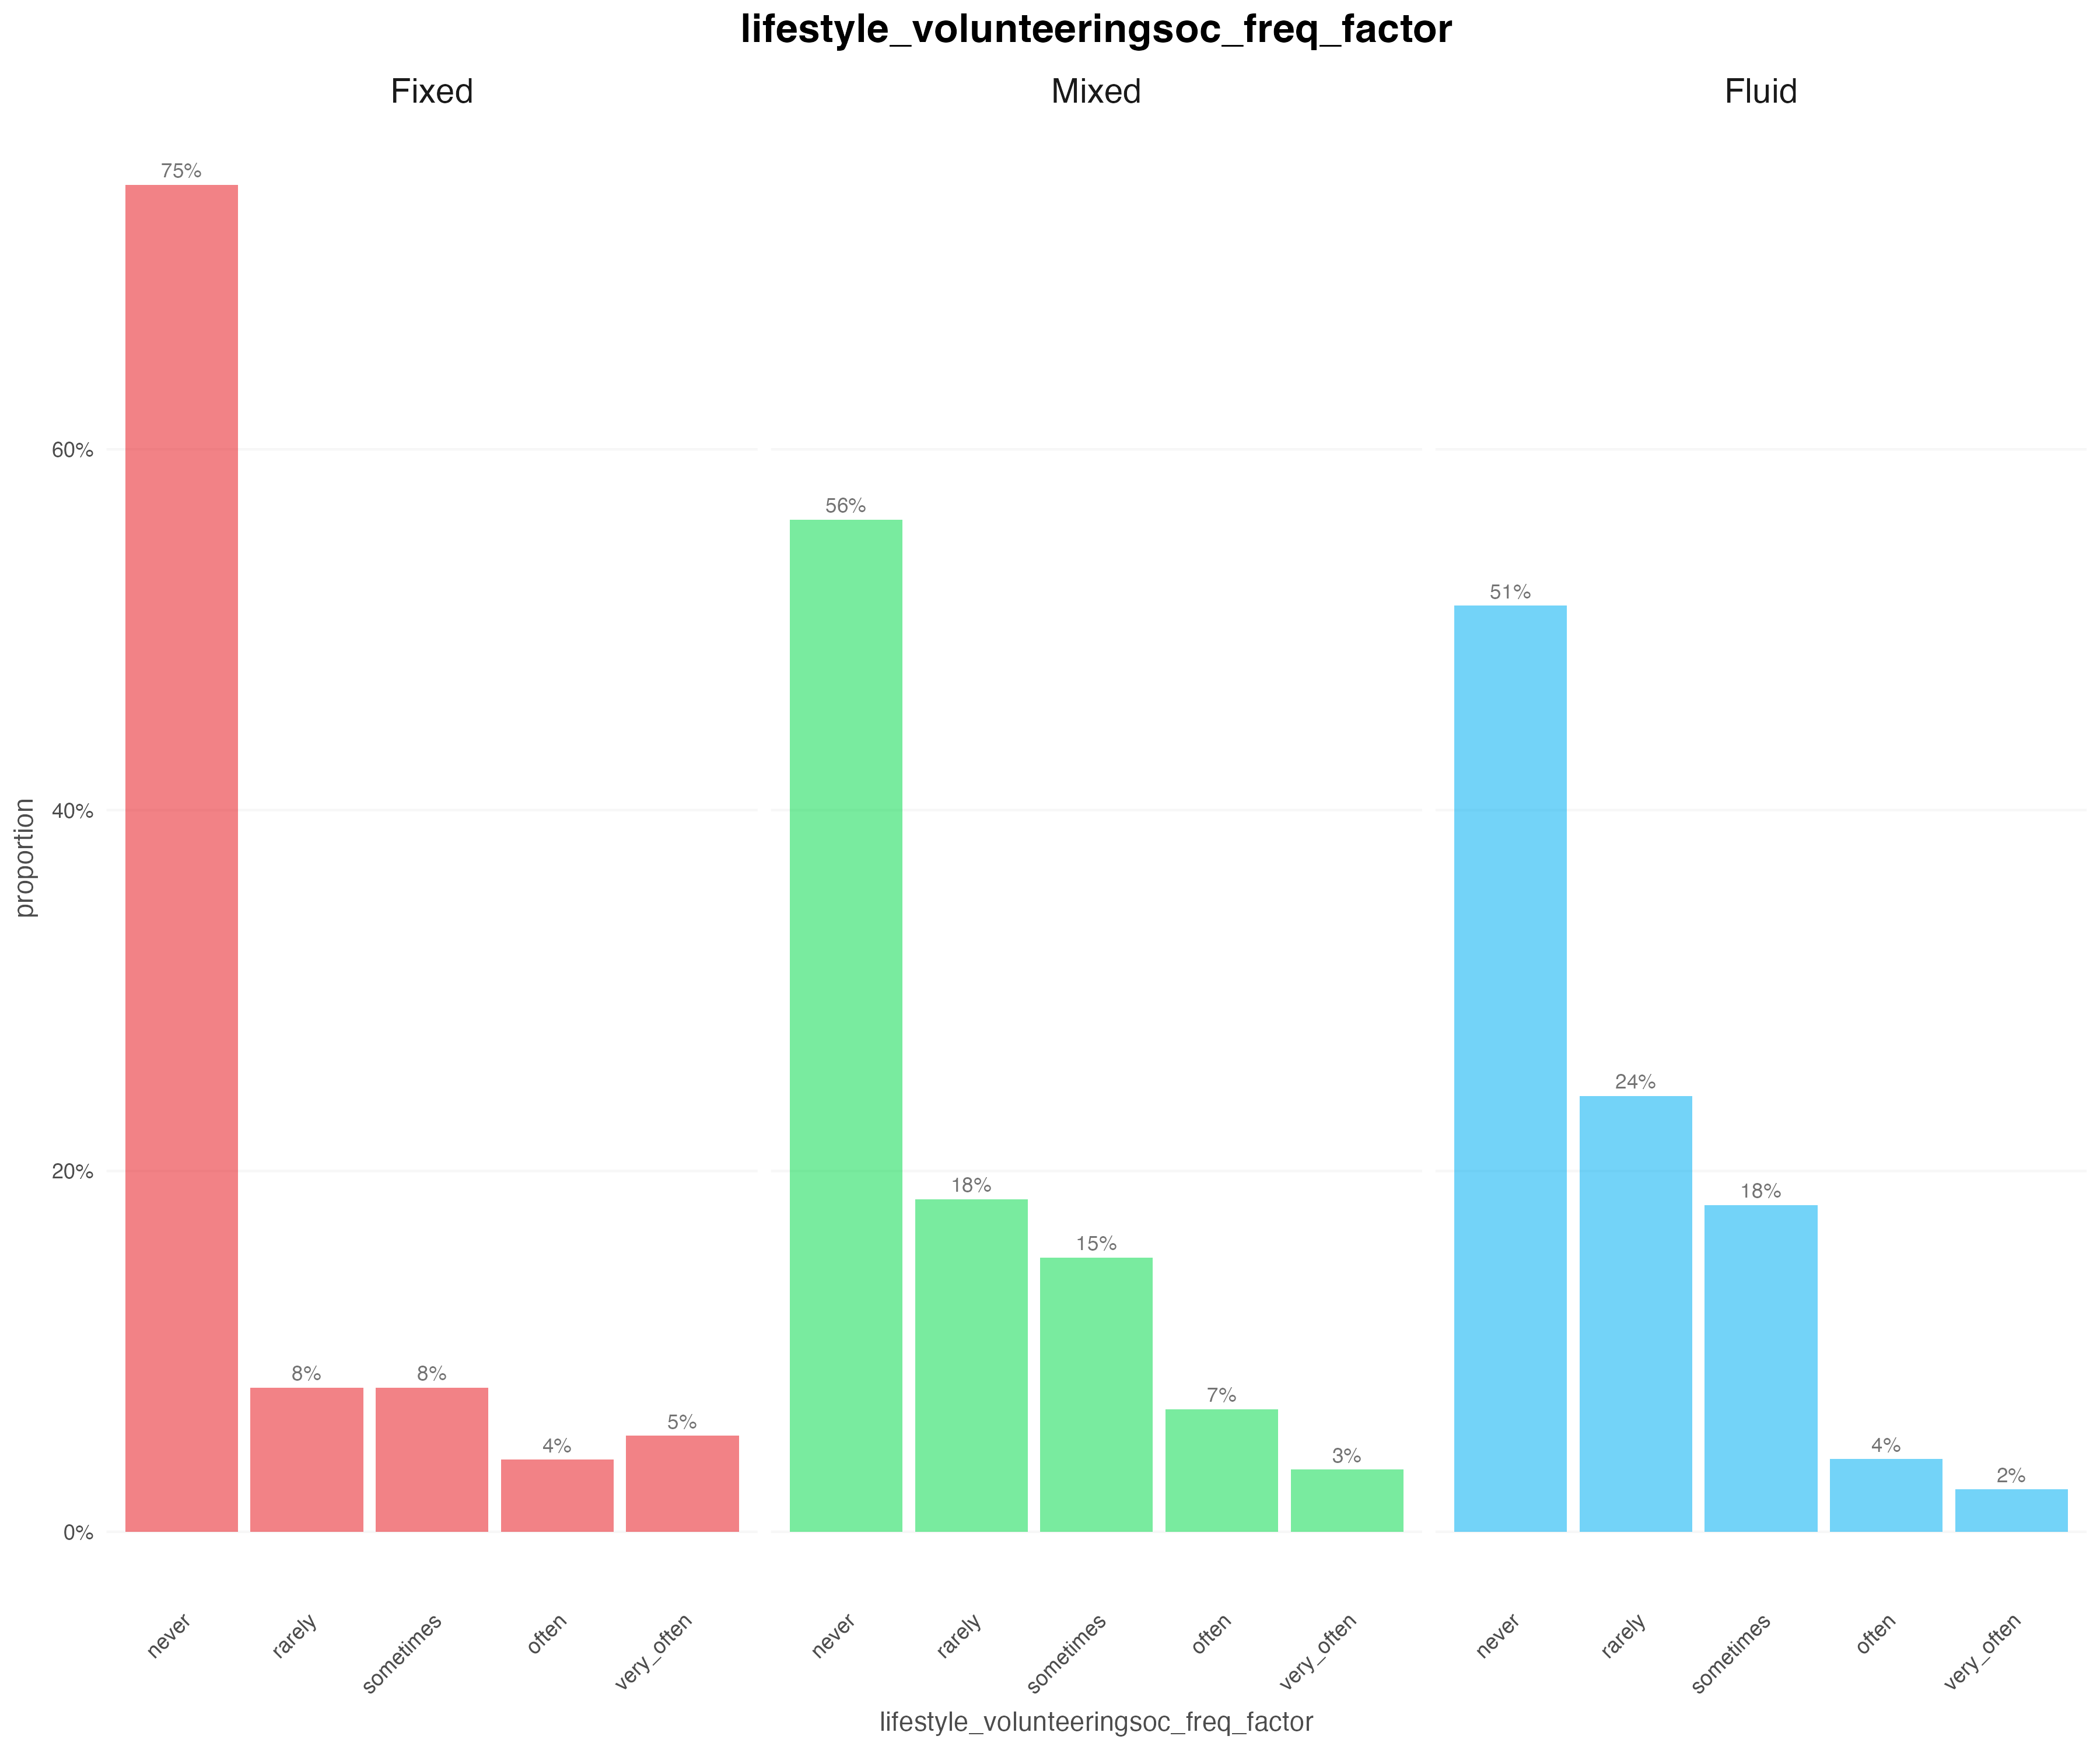 lifestyle_volunteeringsoc_freq_factor
Fixed
Mixed
Fluid
75%
56%
51%
8%
8%
4%
5%
18%
15%
7%
3%
24%
18%
4%
2%
60%
40%
20%
0%
proportion
never
rarely
sometimes
often
very_often
never
rarely
sometimes
often
very_often
never
rarely
sometimes
often
very_often
lifestyle_volunteeringsoc_freq_factor